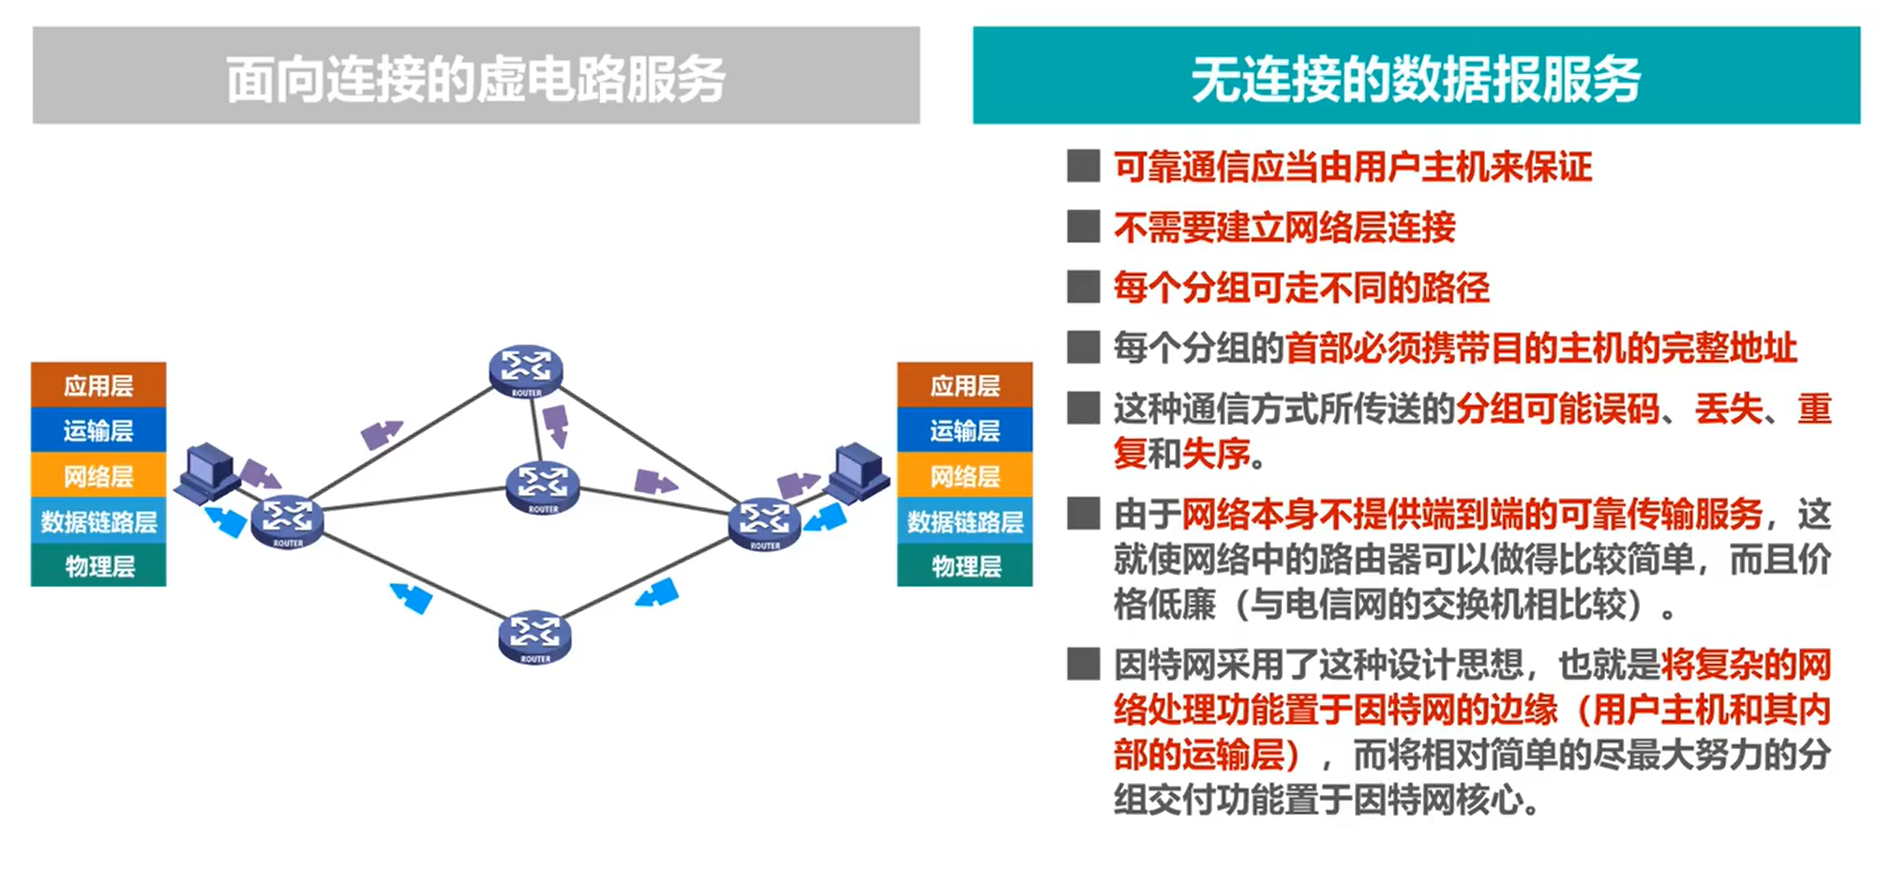 面向连接的虚电路服务
无连接的数据报服务
应用层
运输层
网络层
数据链路层
物理层
ROUTER
ROUTER
ROUTER
ROUTER
ROUTER
应用层
运输层
网络层
数据链路层
物理层
可靠通信应当由用户主机来保证
不需要建立网络层连接
每个分组可走不同的路径
每个分组的首部必须携带目的主机的完整地址
这种通信方式所传送的分组可能误码、丢失、重
复和失序。
由于网络本身不提供端到端的可靠传输服务，这
就使网络中的路由器可以做得比较简单，而且价
格低廉（与电信网的交换机相比较）。
因特网采用了这种设计思想，也就是将复杂的网
络处理功能置于因特网的边缘（用户主机和其内
部的运输层），而将相对简单的尽最大努力的分
组交付功能置于因特网核心。